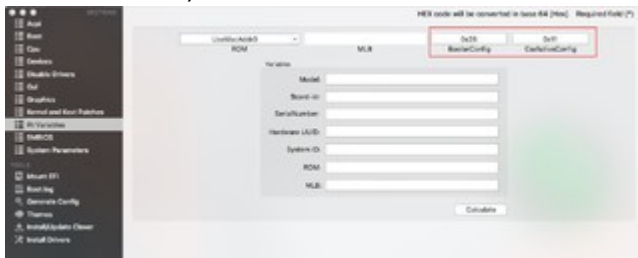 SECTIONS
HEX code will be converted in base 64 [Hex]. Required field (*)
Acpi
Boot
Cpu
Devices
Disable Drivers
Gui
Graphics
Kernel and Kext Patches
Rt Variables
SMBIOS
System Parameters
Mount EFI
Boot log
Generate Config
Themes
Install/Update Clover
Install Drivers
UseMacAddr0
0x28
ROM
MLB
BooterConfig
CsrActiveConfig
Variables
Model:
Board-id:
SerialNumber:
Hardware UUID:
System ID:
ROM:
MLB:
Calculate